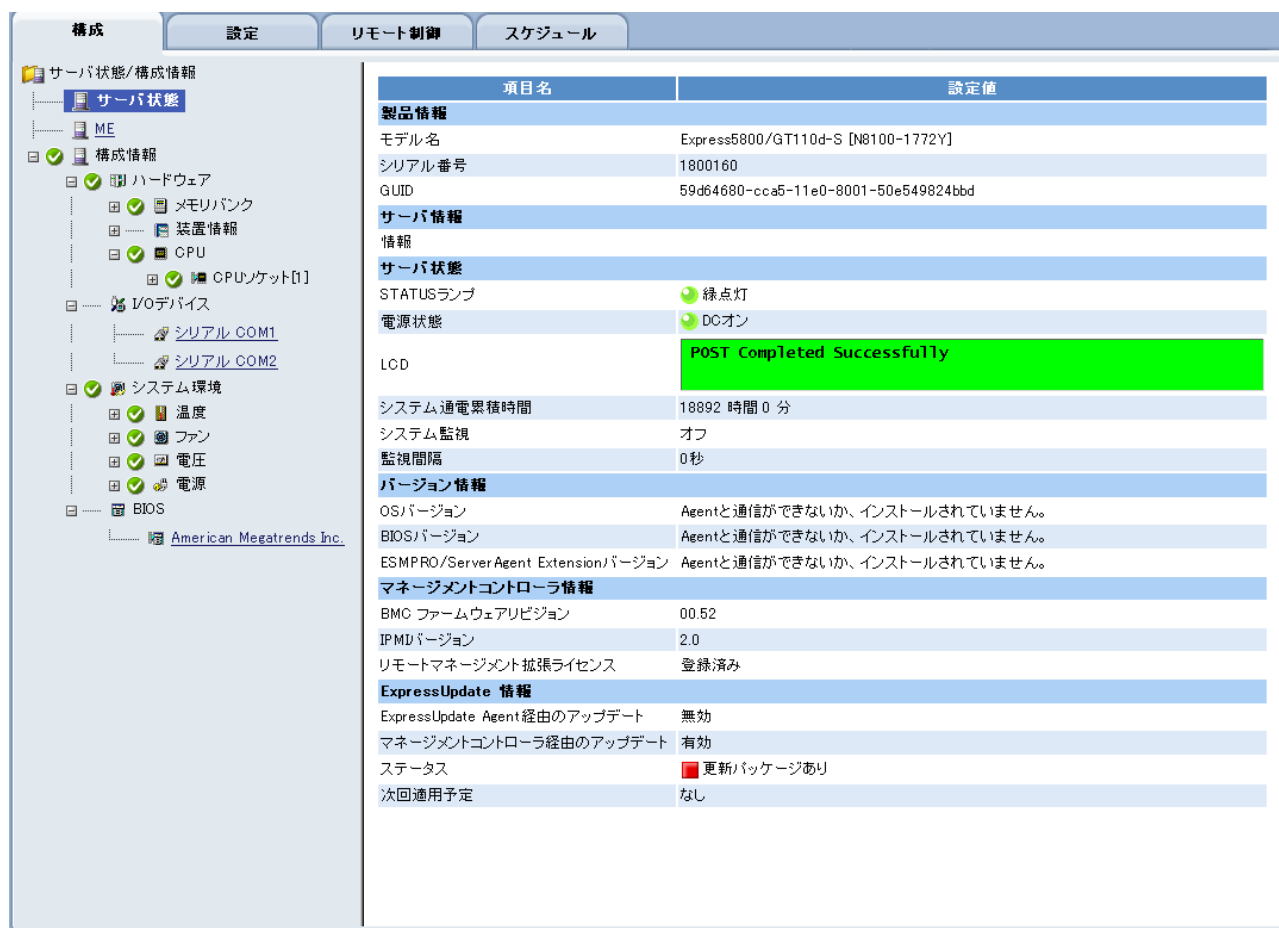 構成 設定 リモート制御 スケジュール
サーバ状態/構成情報
サーバ状態
ME
構成情報
ハードウェア
メモリバンク
装置情報
CPU
CPUソケット[1]
I/Oデバイス
シリアル COM1
シリアル COM2
システム環境
温度
ファン
電圧
電源
BIOS
American Megatrends Inc.
項目名 設定値
製品情報
モデル名 Express5800/GT110d-S [N8100-1772Y]
シリアル番号 1800160
GUID 59d64680-cca5-11e0-8001-50e549824bbd
サーバ情報
情報
サーバ状態
STATUSランプ 緑点灯
電源状態 DCオン
LCD POST Completed Successfully
システム通電累積時間 18892 時間 0 分
システム監視 オフ
監視間隔 0秒
バージョン情報
OSバージョン Agentと通信ができないか、インストールされていません。
BIOSバージョン Agentと通信ができないか、インストールされていません。
ESMPRO/ServerAgent Extensionバージョン Agentと通信ができないか、インストールされていません。
マネージメントコントローラ情報
BMC ファームウェアリビジョン 00.52
IPMIバージョン 2.0
リモートマネージメント拡張ライセンス 登録済み
ExpressUpdate 情報
ExpressUpdate Agent経由のアップデート 無効
マネージメントコントローラ経由のアップデート 有効
ステータス 更新パッケージあり
次回適用予定 なし